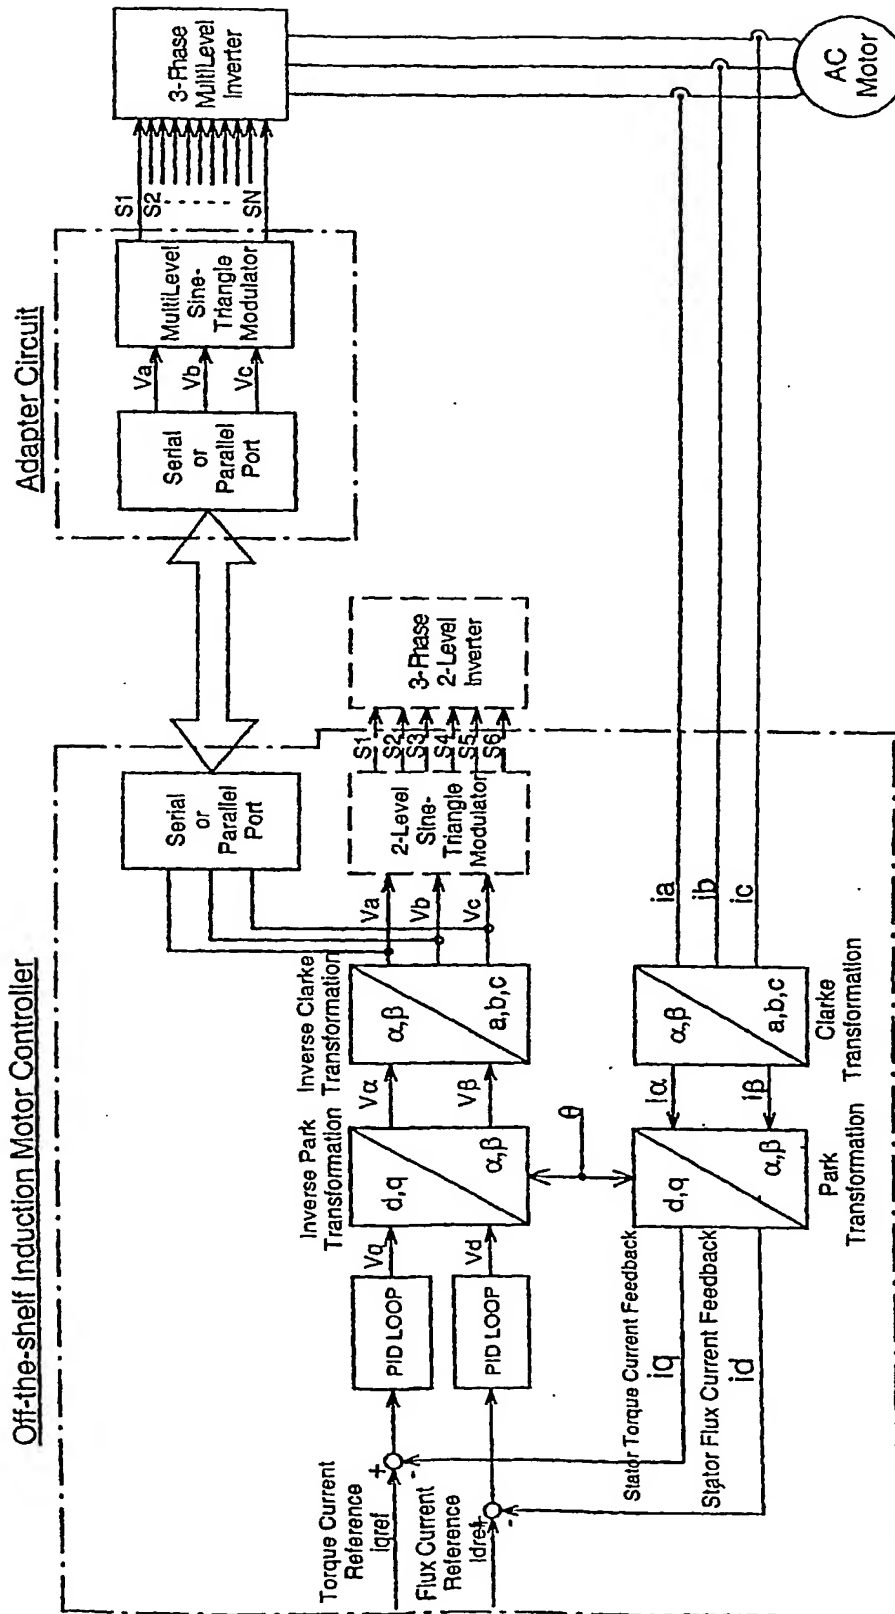 Off-the-shelf Induction Motor Controller
Adapter Circuit
Torque Current
Reference
Iqref
Flux Current
Reference
Idref
+
-
+
-
PID LOOP
PID LOOP
Vq
Vd
Inverse Park
Transformation
d,q
α,β
Vα
Vβ
Inverse Clarke
Transformation
α,β
a,b,c
Va
Vb
Vc
2-Level
Sine-
Triangle
Modulator
S1
S2
S3
S4
S5
S6
3-Phase
2-Level
Inverter
Serial
or
Parallel
Port
Serial
or
Parallel
Port
Va
Vb
Vc
MultiLevel
Sine-
Triangle
Modulator
S1
S2
SN
3-Phase
MultiLevel
Inverter
AC
Motor
θ
Stator Torque Current Feedback
iq
Stator Flux Current Feedback
id
d,q
α,β
Park
Transformation
iα
iβ
α,β
a,b,c
Clarke
Transformation
ia
ib
ic